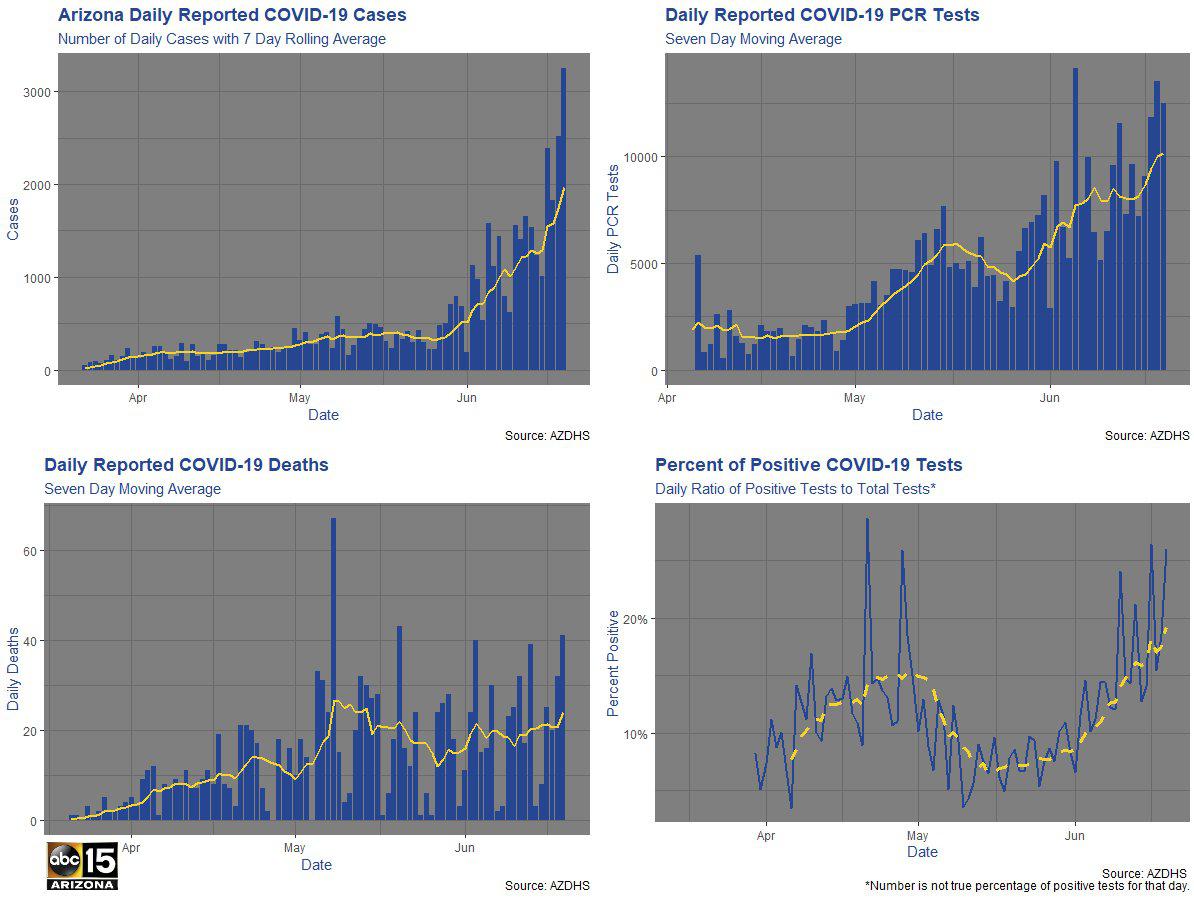 Arizona Daily Reported COVID-19 Cases
Number of Daily Cases with 7 Day Rolling Average
Cases
3000
2000
1000
0
Apr May Jun
Date
Source: AZDHS
Daily Reported COVID-19 PCR Tests
Seven Day Moving Average
Daily PCR Tests
10000
5000
0
Apr May Jun
Date
Source: AZDHS
Daily Reported COVID-19 Deaths
Seven Day Moving Average
Daily Deaths
60
40
20
0
Apr May Jun
Date
Source: AZDHS
abc 15
ARIZONA
Percent of Positive COVID-19 Tests
Daily Ratio of Positive Tests to Total Tests*
Percent Positive
20%
10%
Apr May Jun
Date
Source: AZDHS
*Number is not true percentage of positive tests for that day.